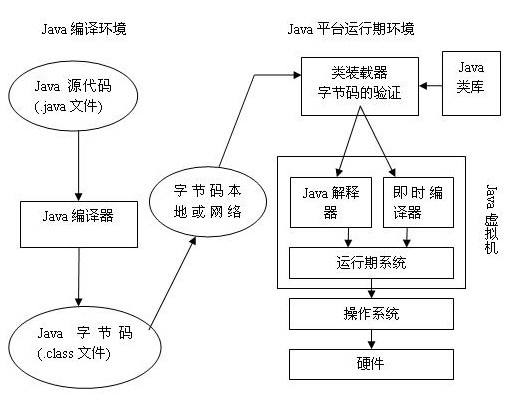 Java 编译环境
Java 源代码
(.java 文件)
Java 编译器
Java 字节码
(.class 文件)
字节码本
地或网络
Java 平台运行期环境
类装载器
字节码的验证
Java
类库
Java 解释
器
即时编
译器
运行期系统
Java 虚拟机
操作系统
硬件